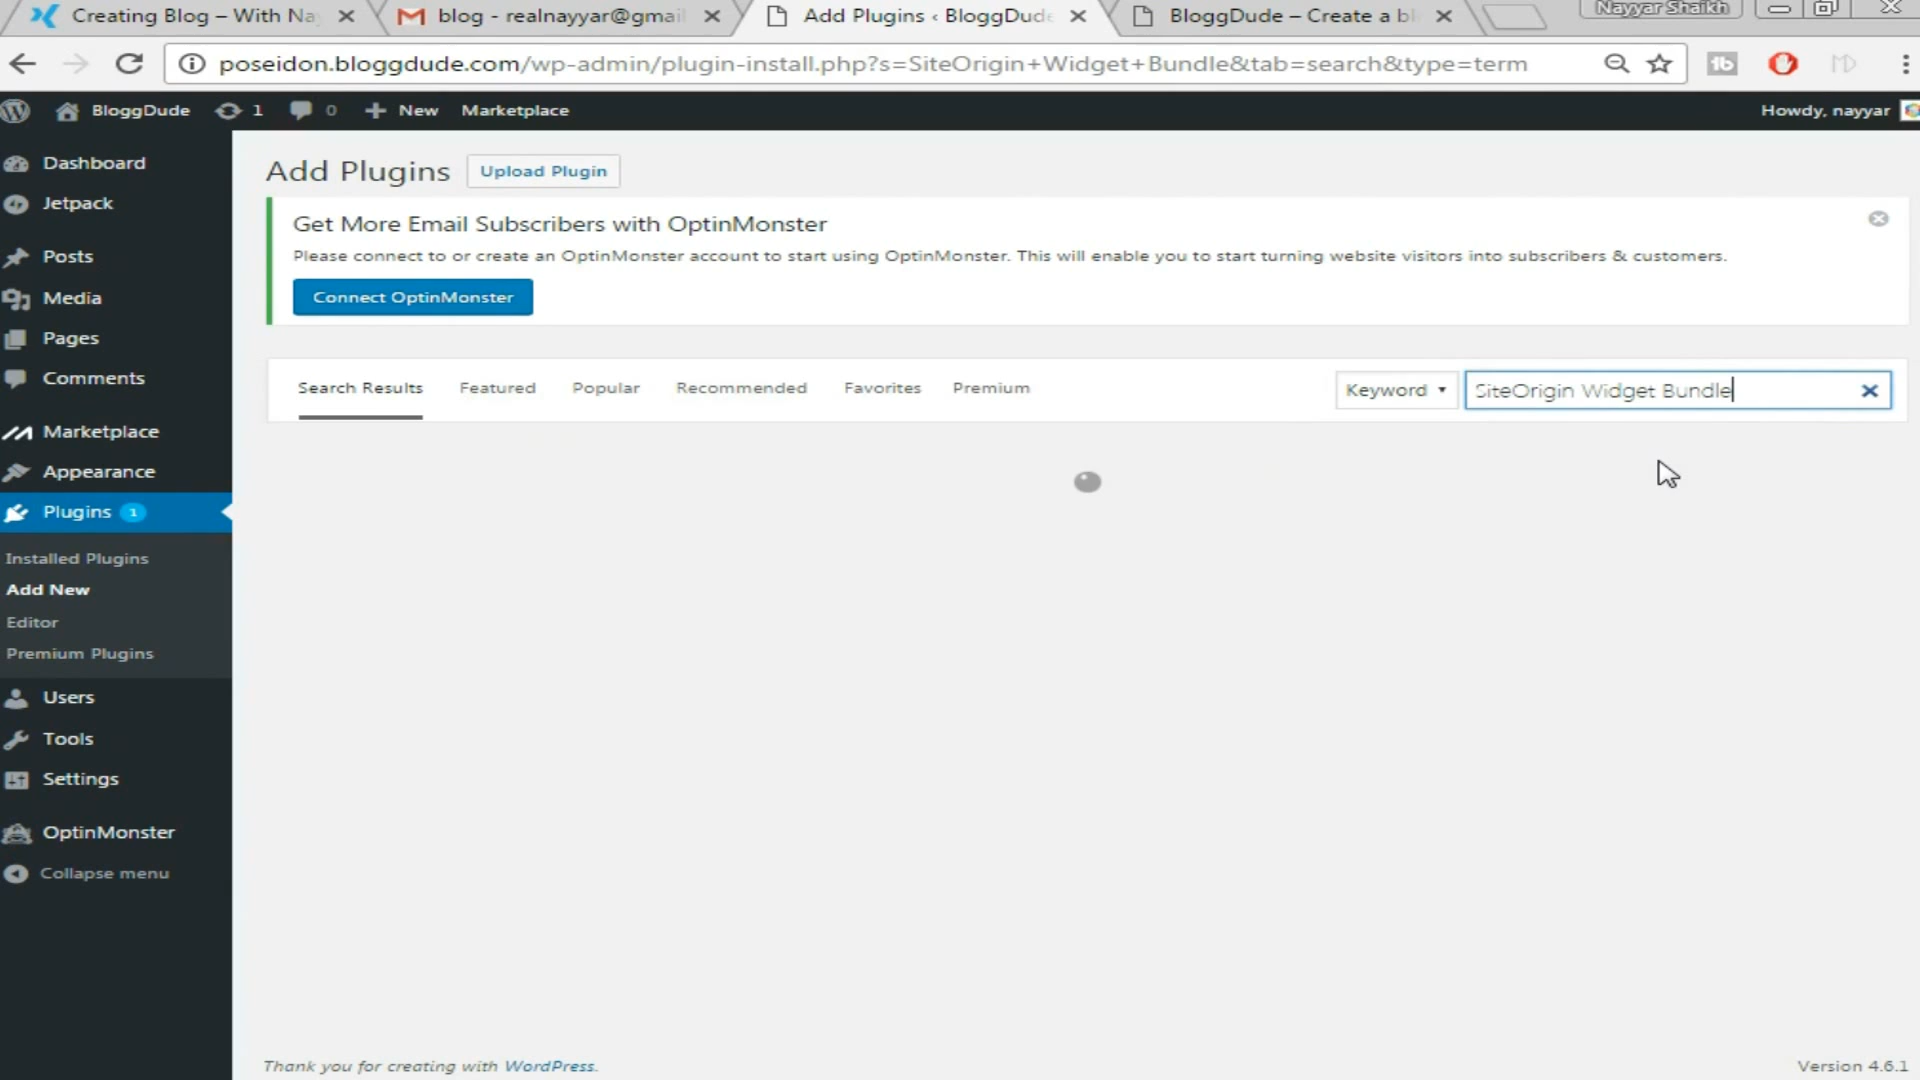 Creating Blog – With Na
blog - realnayyar@gmail
Add Plugins ‹ BloggDude
BloggDude – Create a bl
Nayyar Shaikh
poseidon.bloggdude.com/wp-admin/plugin-install.php?s=SiteOrigin+Widget+Bundle&tab=search&type=term
BloggDude
1
0
New
Marketplace
Howdy, nayyar
Dashboard
Jetpack
Posts
Media
Pages
Comments
Marketplace
Appearance
Plugins 1
Installed Plugins
Add New
Editor
Premium Plugins
Users
Tools
Settings
OptinMonster
Collapse menu
Add Plugins
Upload Plugin
Get More Email Subscribers with OptinMonster
Please connect to or create an OptinMonster account to start using OptinMonster. This will enable you to start turning website visitors into subscribers & customers.
Connect OptinMonster
Search Results
Featured
Popular
Recommended
Favorites
Premium
Keyword
SiteOrigin Widget Bundle
Thank you for creating with WordPress.
Version 4.6.1